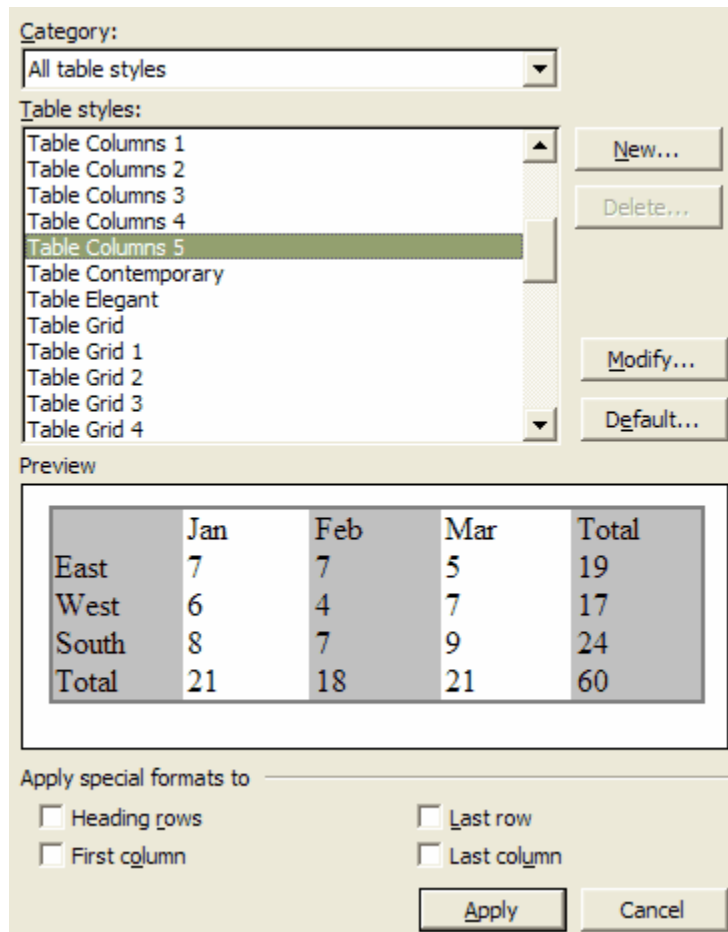 Category:
All table styles
Table styles:
Table Columns 1
Table Columns 2
Table Columns 3
Table Columns 4
Table Columns 5
Table Contemporary
Table Elegant
Table Grid
Table Grid 1
Table Grid 2
Table Grid 3
Table Grid 4
New...
Delete...
Modify...
Default...
Preview
Jan Feb Mar Total
East 7 7 5 19
West 6 4 7 17
South 8 7 9 24
Total 21 18 21 60
Apply special formats to
Heading rows
Last row
First column
Last column
Apply
Cancel